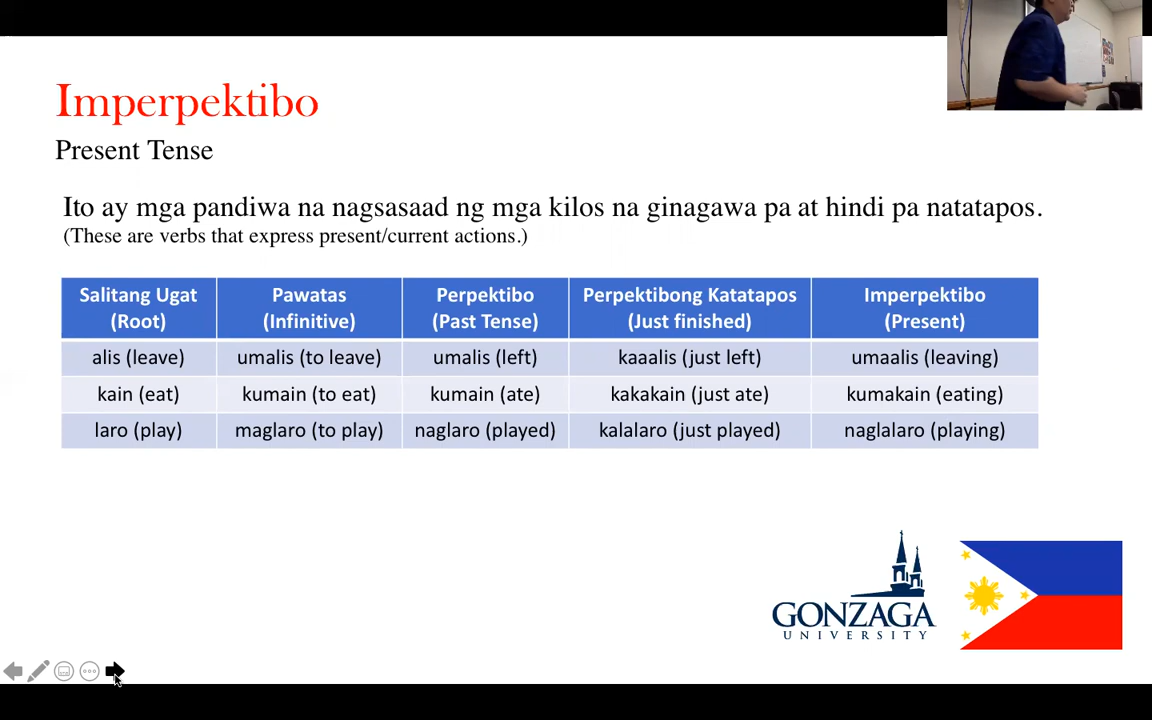 Imperpektibo
Present Tense
Ito ay mga pandiwa na nagsasaad ng mga kilos na ginagawa pa at hindi pa natatapos.
(These are verbs that express present/current actions.)
Salitang Ugat (Root) Pawatas (Infinitive) Perpektibo (Past Tense) Perpektibong Katatapos (Just finished) Imperpektibo (Present)
alis (leave) umalis (to leave) umalis (left) kaaalis (just left) umaalis (leaving)
kain (eat) kumain (to eat) kumain (ate) kakakain (just ate) kumakain (eating)
laro (play) maglaro (to play) naglaro (played) kalalaro (just played) naglalaro (playing)
GONZAGA
UNIVERSITY